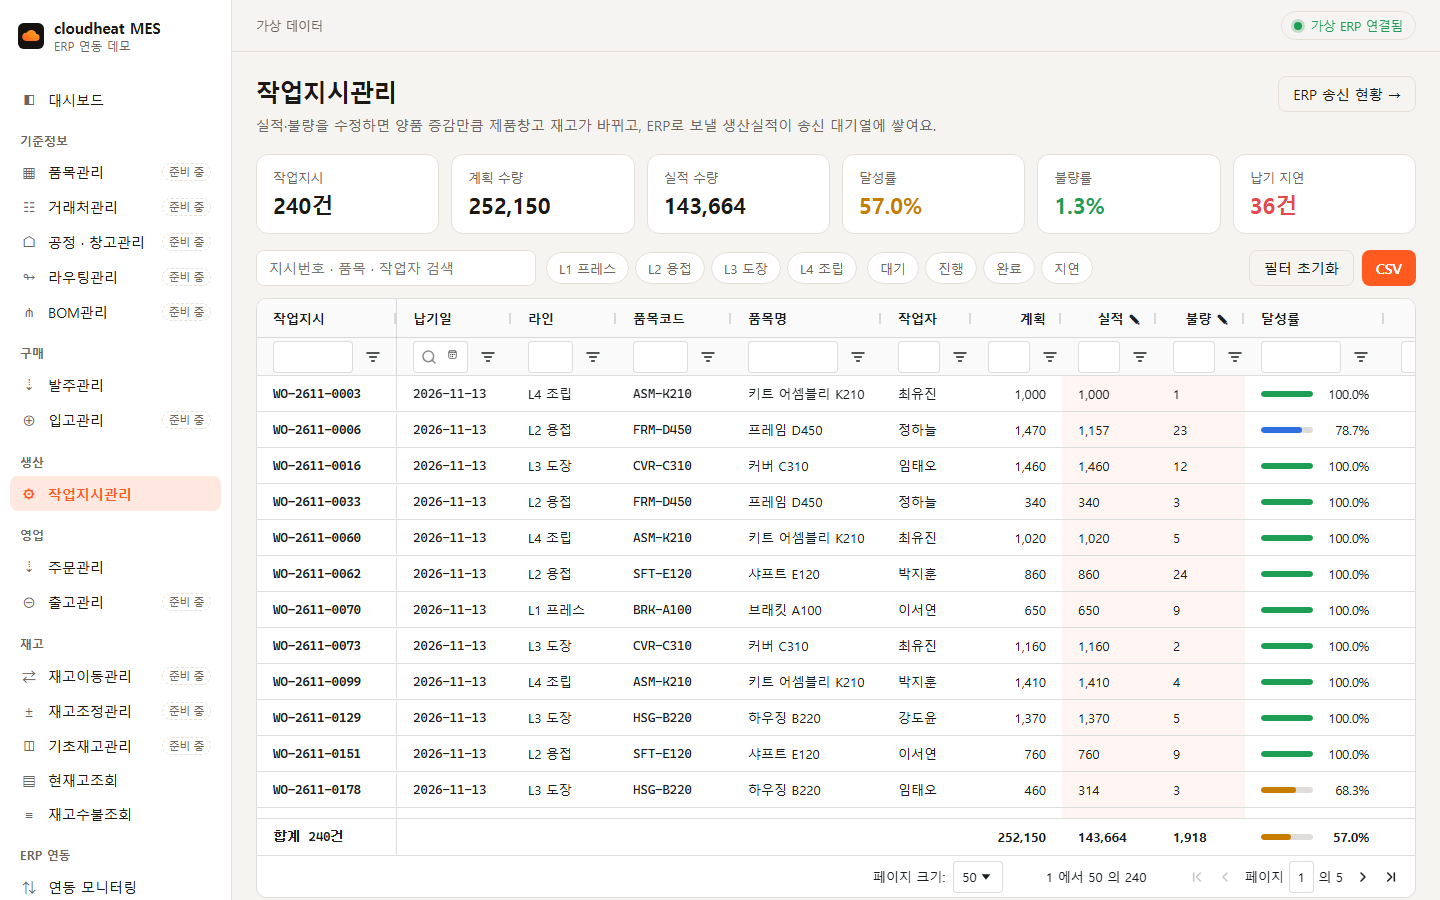 cloudheat MES
ERP 연동 데모
대시보드
기준정보
품목관리 준비 중
거래처관리 준비 중
공정 · 창고관리 준비 중
라우팅관리 준비 중
BOM관리 준비 중
구매
발주관리
입고관리 준비 중
생산
작업지시관리
영업
주문관리
출고관리 준비 중
재고
재고이동관리 준비 중
재고조정관리 준비 중
기초재고관리 준비 중
현재고조회
재고수불조회
ERP 연동
연동 모니터링
가상 데이터
가상 ERP 연결됨
작업지시관리
ERP 송신 현황 →
실적·불량을 수정하면 양품 증감만큼 제품창고 재고가 바뀌고, ERP로 보낼 생산실적이 송신 대기열에 쌓여요.
작업지시 계획 수량 실적 수량 달성률 불량률 납기 지연
240건 252,150 143,664 57.0% 1.3% 36건
지시번호 · 품목 · 작업자 검색 L1 프레스 L2 용접 L3 도장 L4 조립 대기 진행 완료 지연 필터 초기화 CSV
작업지시 납기일 라인 품목코드 품목명 작업자 계획 실적 불량 달성률
WO-2611-0003 2026-11-13 L4 조립 ASM-K210 키트 어셈블리 K210 최유진 1,000 1,000 1 100.0%
WO-2611-0006 2026-11-13 L2 용접 FRM-D450 프레임 D450 정하늘 1,470 1,157 23 78.7%
WO-2611-0016 2026-11-13 L3 도장 CVR-C310 커버 C310 임태오 1,460 1,460 12 100.0%
WO-2611-0033 2026-11-13 L2 용접 FRM-D450 프레임 D450 정하늘 340 340 3 100.0%
WO-2611-0060 2026-11-13 L4 조립 ASM-K210 키트 어셈블리 K210 최유진 1,020 1,020 5 100.0%
WO-2611-0062 2026-11-13 L2 용접 SFT-E120 샤프트 E120 박지훈 860 860 24 100.0%
WO-2611-0070 2026-11-13 L1 프레스 BRK-A100 브래킷 A100 이서연 650 650 9 100.0%
WO-2611-0073 2026-11-13 L3 도장 CVR-C310 커버 C310 최유진 1,160 1,160 2 100.0%
WO-2611-0099 2026-11-13 L4 조립 ASM-K210 키트 어셈블리 K210 박지훈 1,410 1,410 4 100.0%
WO-2611-0129 2026-11-13 L3 도장 HSG-B220 하우징 B220 강도윤 1,370 1,370 5 100.0%
WO-2611-0151 2026-11-13 L2 용접 SFT-E120 샤프트 E120 이서연 760 760 9 100.0%
WO-2611-0178 2026-11-13 L3 도장 HSG-B220 하우징 B220 임태오 460 314 3 68.3%
합계 240건 252,150 143,664 1,918 57.0%
페이지 크기: 50 1 에서 50 의 240 페이지 1 의 5